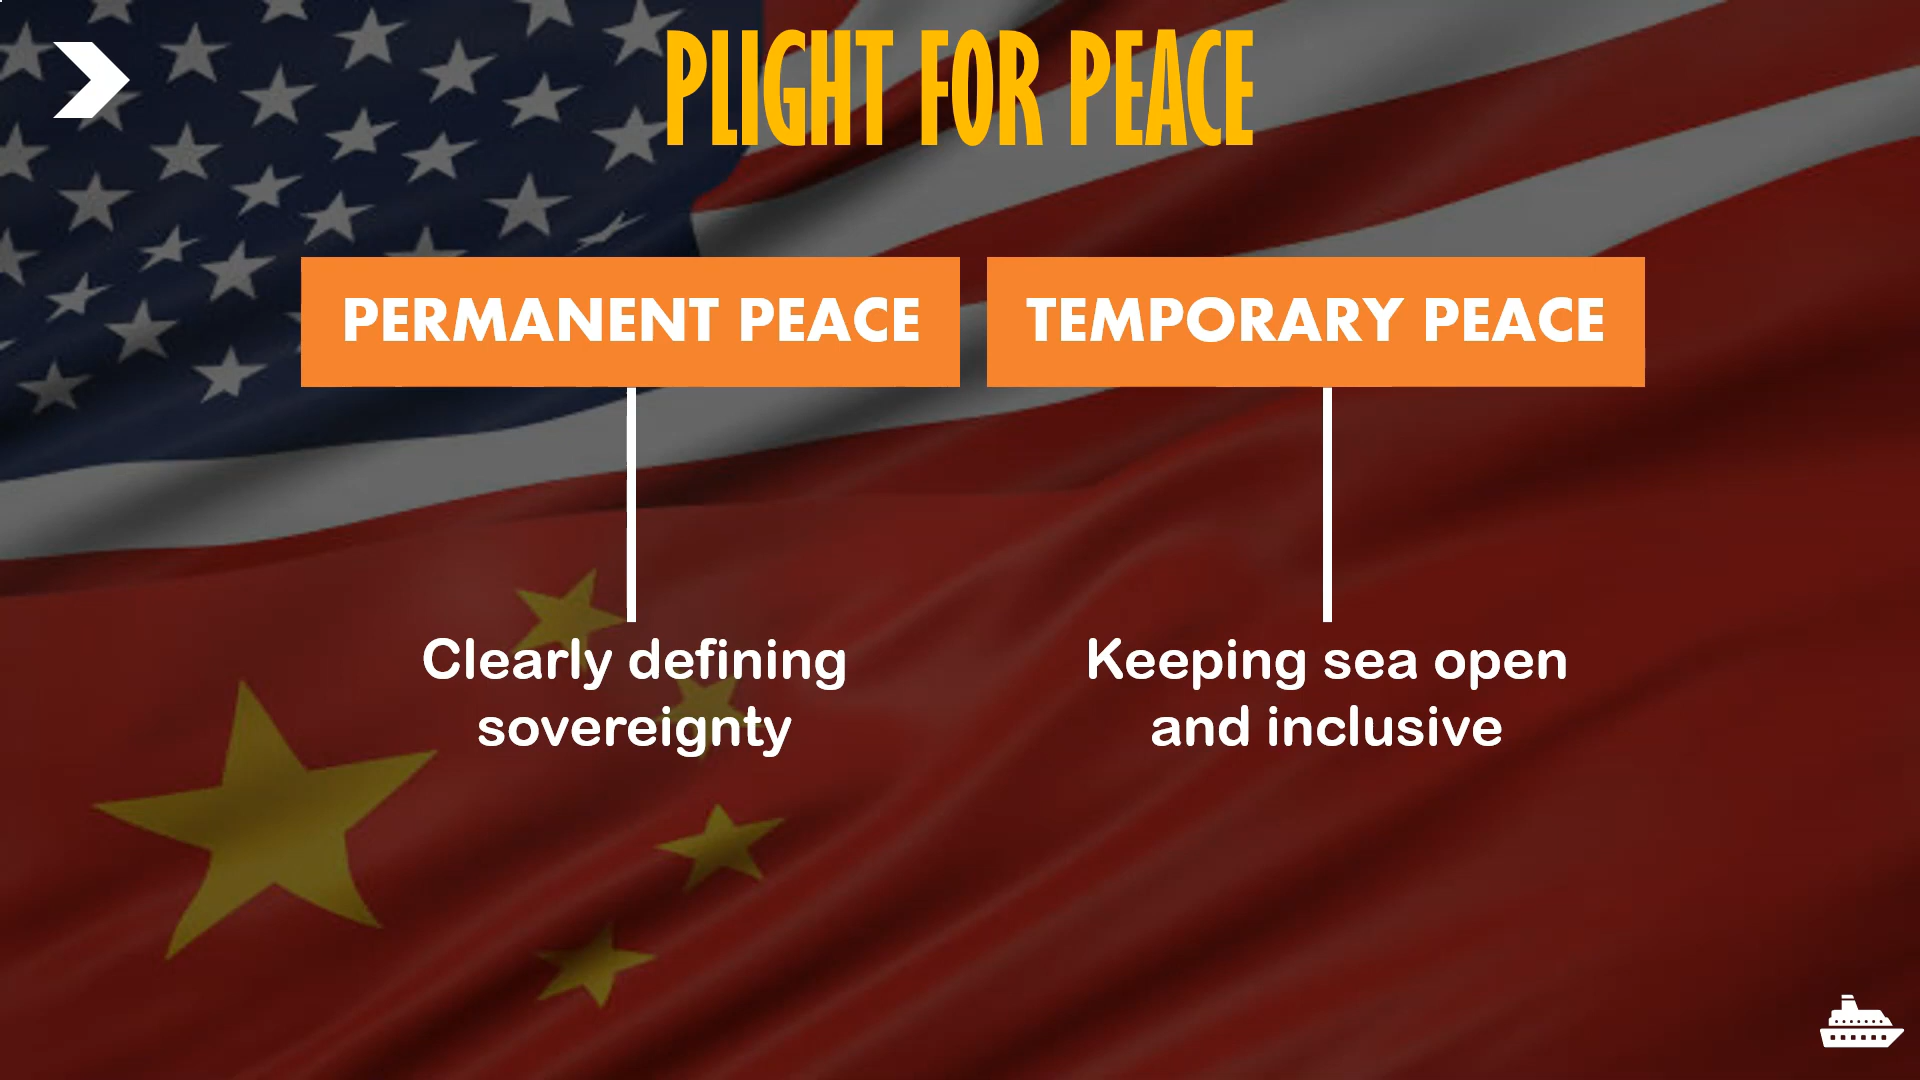 PLIGHT FOR PEACE
PERMANENT PEACE
TEMPORARY PEACE
Clearly defining
sovereignty
Keeping sea open
and inclusive